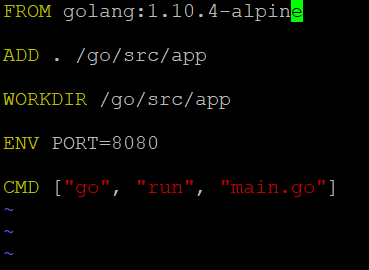 FROM golang:1.10.4-alpine
ADD . /go/src/app
WORKDIR /go/src/app
ENV PORT=8080
CMD ["go", "run", "main.go"]
~
~
~